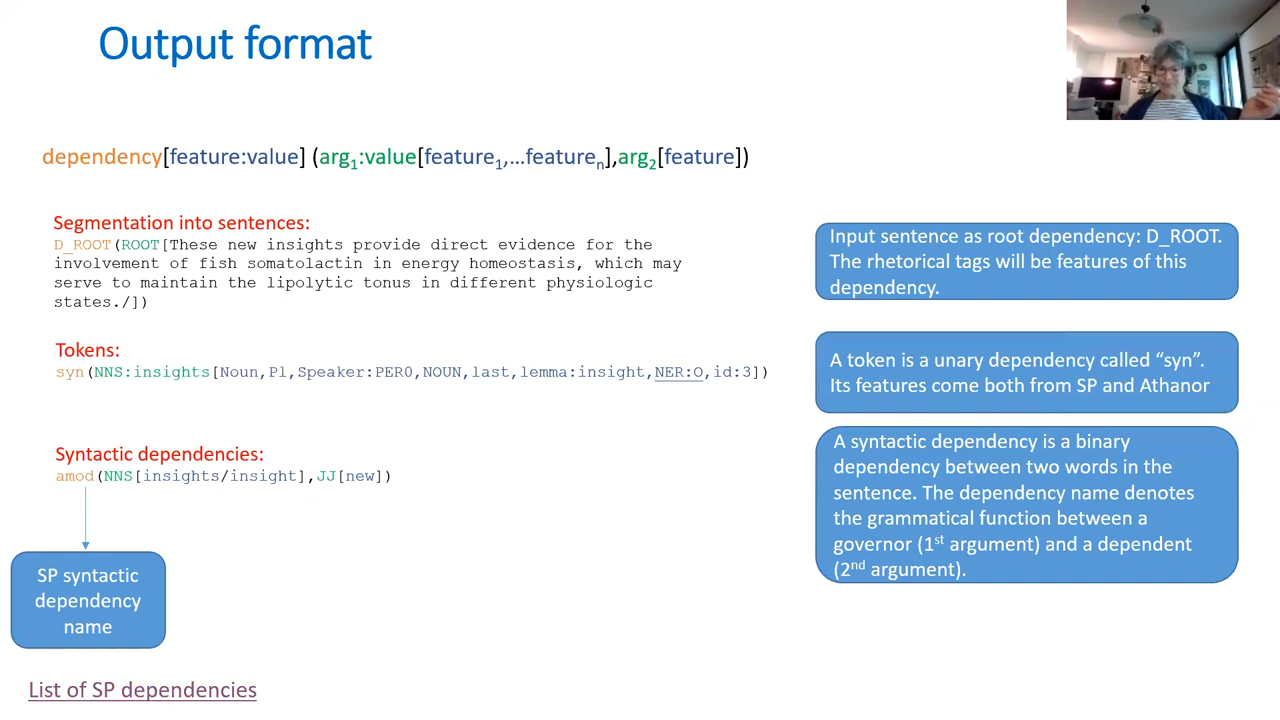 Output format
dependency[feature:value] (arg1:value[feature1,…featuren],arg2[feature])
Segmentation into sentences:
D_ROOT(ROOT[These new insights provide direct evidence for the
involvement of fish somatolactin in energy homeostasis, which may
serve to maintain the lipolytic tonus in different physiologic
states./])
Input sentence as root dependency: D_ROOT.
The rhetorical tags will be features of this
dependency.
Tokens:
syn(NNS:insights[Noun,Pl,Speaker:PER0,NOUN,last,lemma:insight,NER:O,id:3])
A token is a unary dependency called “syn”.
Its features come both from SP and Athanor
Syntactic dependencies:
amod(NNS[insights/insight],JJ[new])
A syntactic dependency is a binary
dependency between two words in the
sentence. The dependency name denotes
the grammatical function between a
governor (1st argument) and a dependent
(2nd argument).
SP syntactic
dependency
name
List of SP dependencies